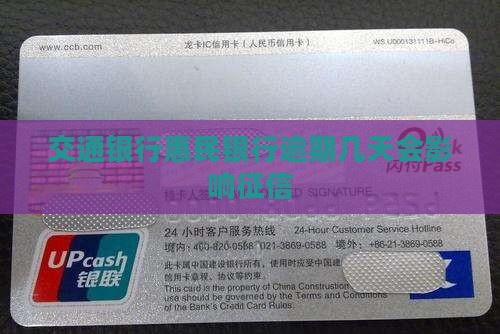 www.ccb.com 龙卡IC信用卡（人民币信用卡） WS U000131111B-HiCo
交通银行惠民银行逾期几天会影
响征信
闪付
24 小时客户服务热线 24-Hour Customer Service Hotline
境内：400-820-0588 021-3869-0588 境外：+86-21-3869-0588
此卡属中国建设银行所有，使用时应受中国建
信用卡章程、协议等约束。
This card is the property of China Construction
use should be governed by the Terms and Conditions
of the Bank's Credit Card Rules.
UPcash
银联